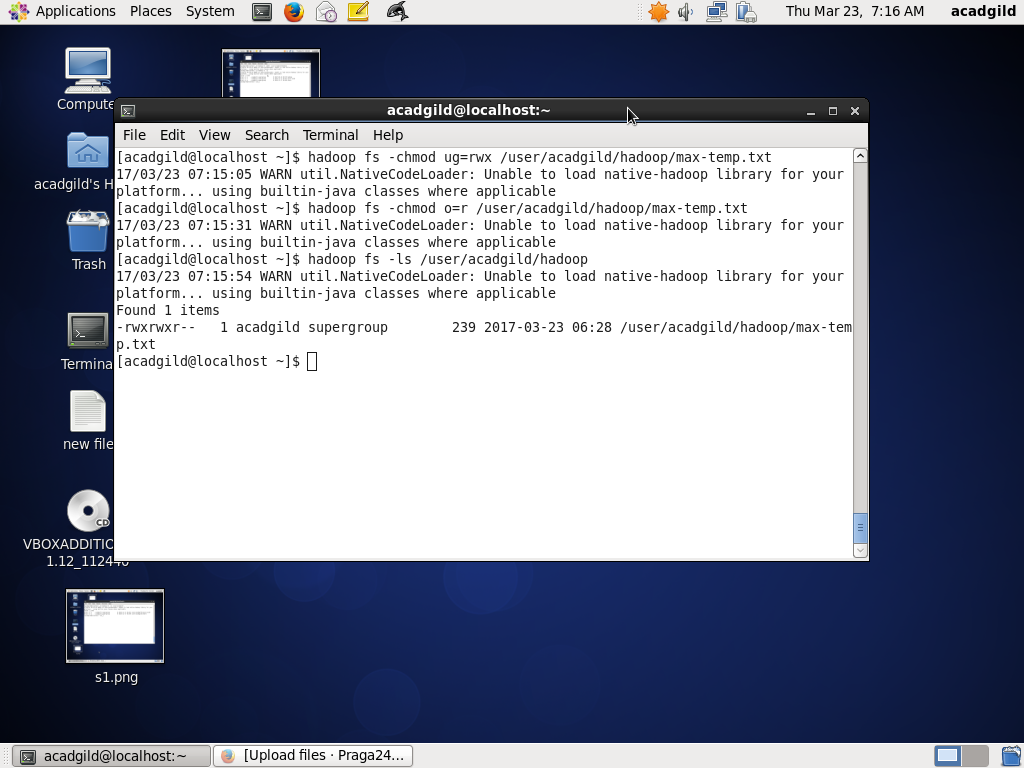 Applications Places System Thu Mar 23, 7:16 AM acadgild
Compute
acadgild's H
Trash
Termina
new file
VBOXADDITIC
1.12_112440
s1.png
acadgild@localhost:~
File Edit View Search Terminal Help
[acadgild@localhost ~]$ hadoop fs -chmod ug=rwx /user/acadgild/hadoop/max-temp.txt
17/03/23 07:15:05 WARN util.NativeCodeLoader: Unable to load native-hadoop library for your
platform... using builtin-java classes where applicable
[acadgild@localhost ~]$ hadoop fs -chmod o=r /user/acadgild/hadoop/max-temp.txt
17/03/23 07:15:31 WARN util.NativeCodeLoader: Unable to load native-hadoop library for your
platform... using builtin-java classes where applicable
[acadgild@localhost ~]$ hadoop fs -ls /user/acadgild/hadoop
17/03/23 07:15:54 WARN util.NativeCodeLoader: Unable to load native-hadoop library for your
platform... using builtin-java classes where applicable
Found 1 items
-rwxrwxr-- 1 acadgild supergroup 239 2017-03-23 06:28 /user/acadgild/hadoop/max-tem
p.txt
[acadgild@localhost ~]$
acadgild@localhost:~ [Upload files · Praga24...